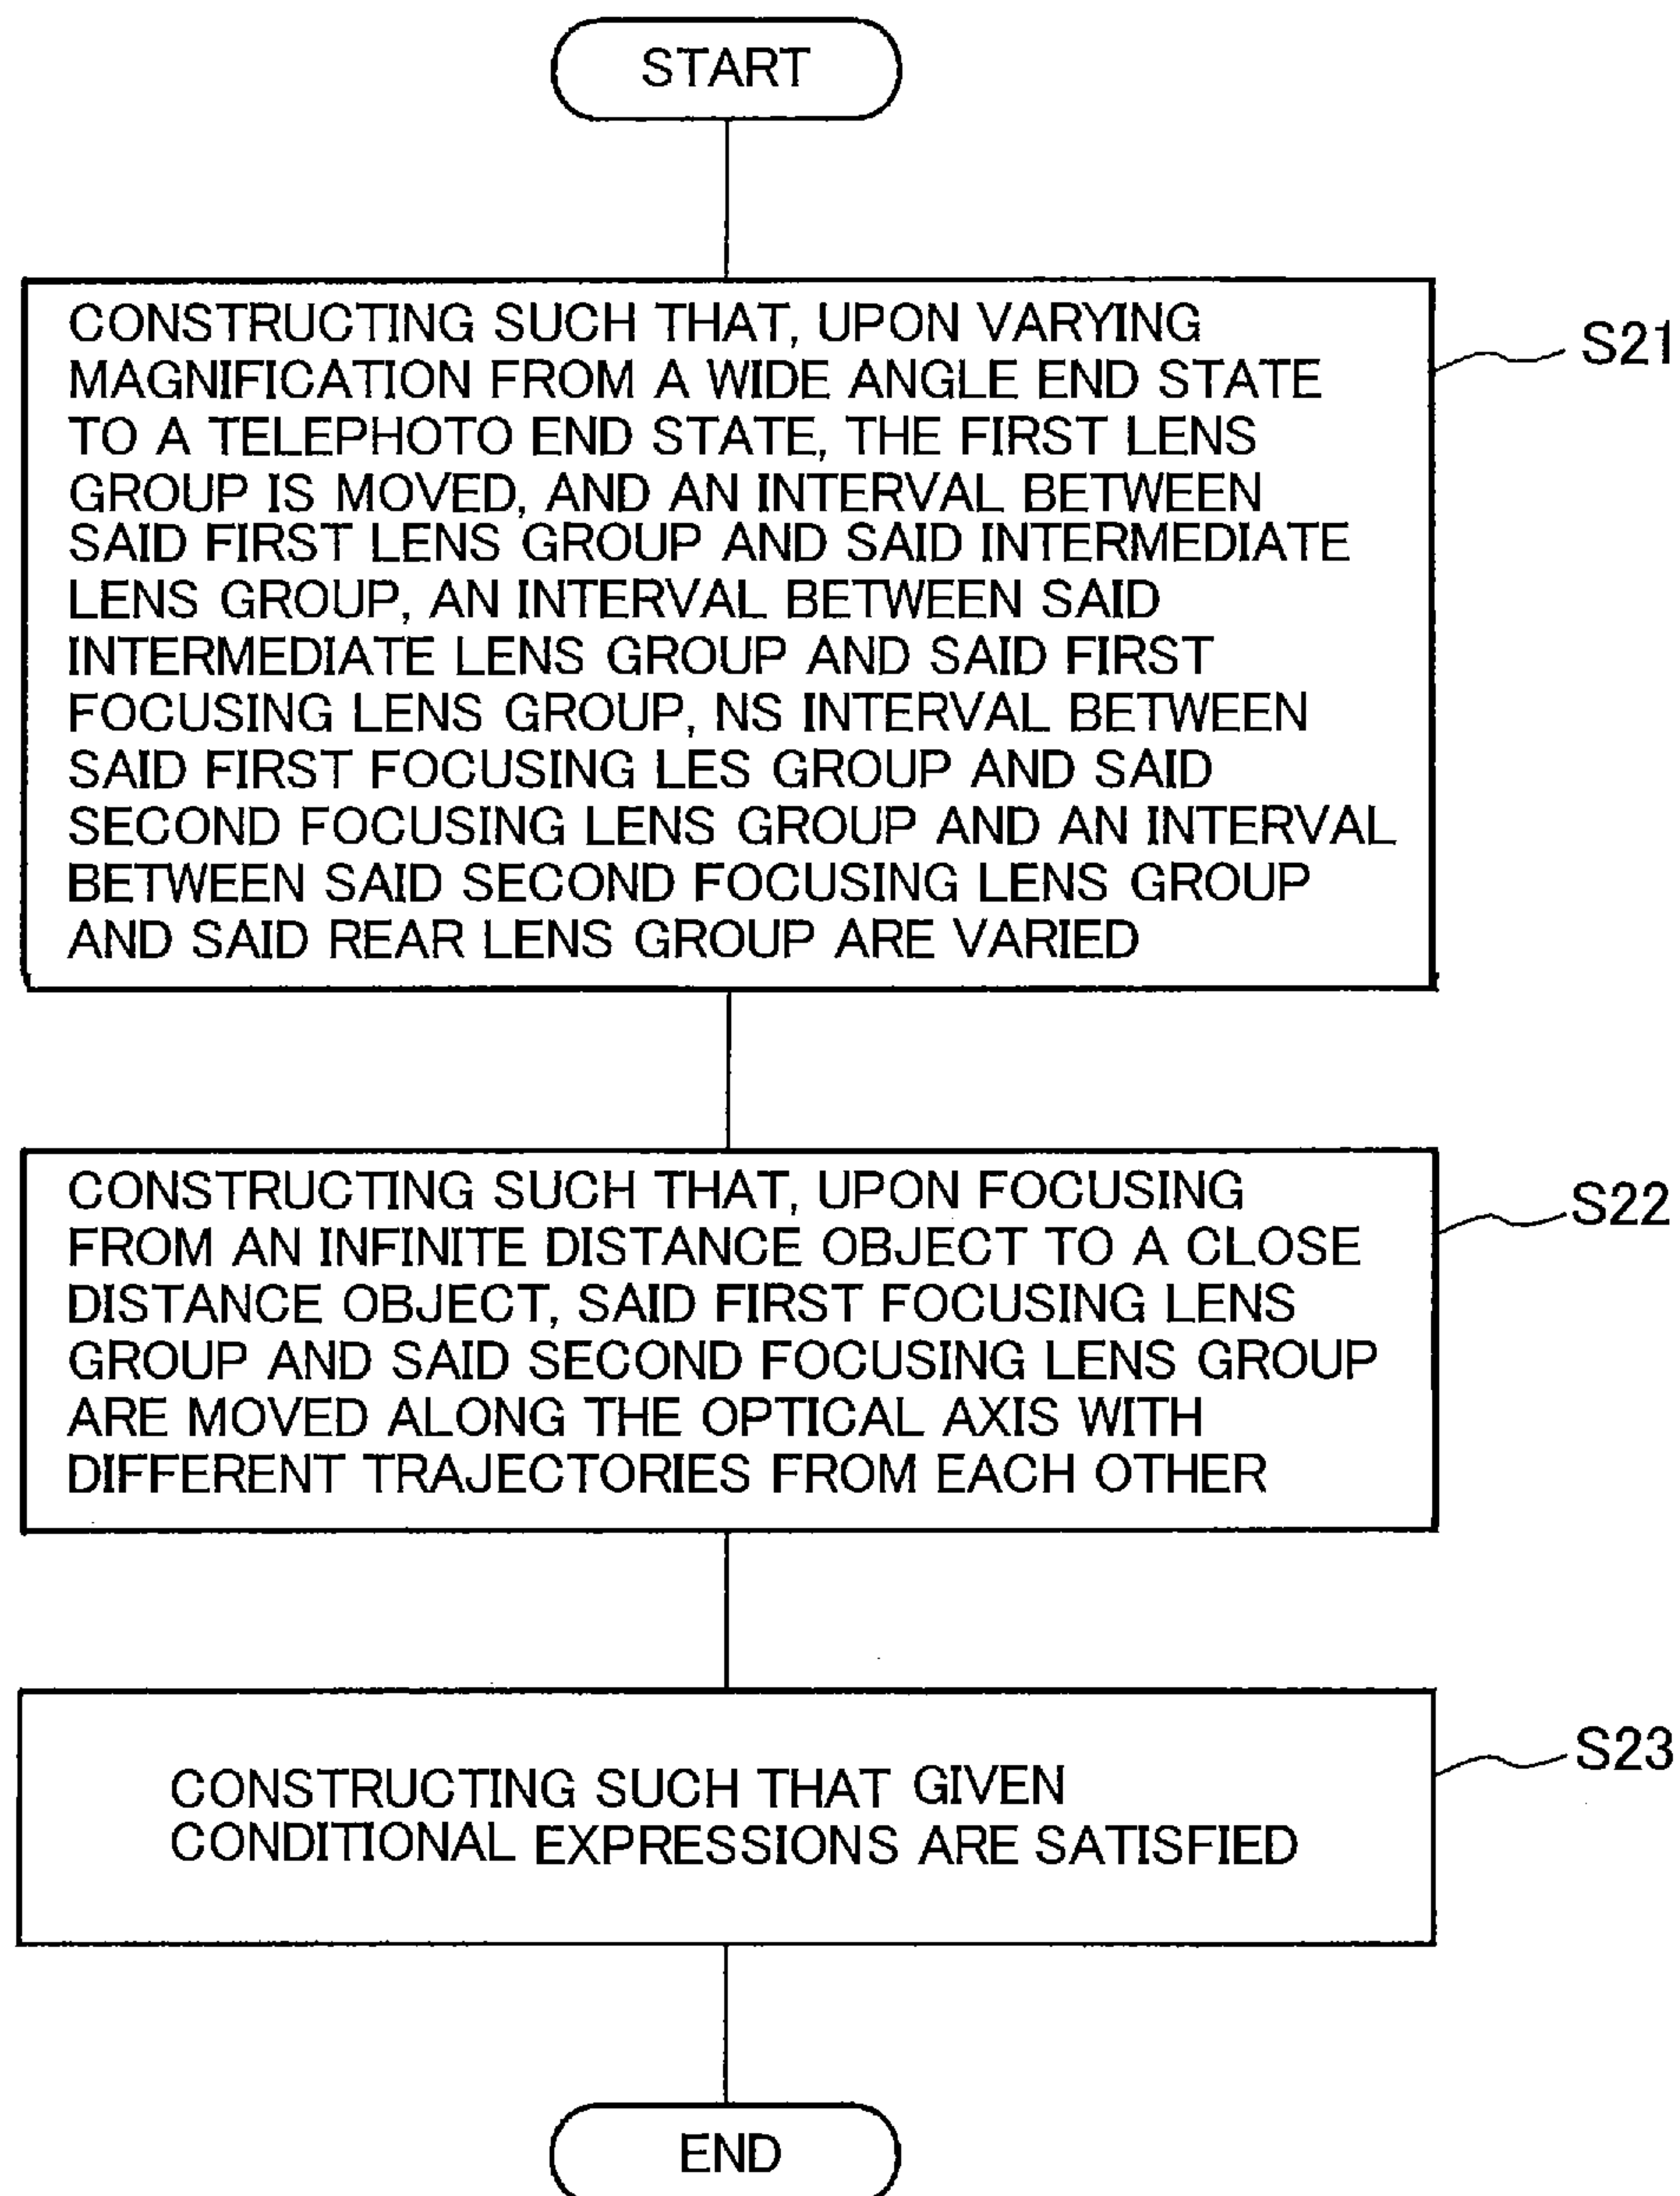 START
CONSTRUCTING SUCH THAT, UPON VARYING
MAGNIFICATION FROM A WIDE ANGLE END STATE
TO A TELEPHOTO END STATE, THE FIRST LENS
GROUP IS MOVED, AND AN INTERVAL BETWEEN
SAID FIRST LENS GROUP AND SAID INTERMEDIATE
LENS GROUP, AN INTERVAL BETWEEN SAID
INTERMEDIATE LENS GROUP AND SAID FIRST
FOCUSING LENS GROUP, NS INTERVAL BETWEEN
SAID FIRST FOCUSING LES GROUP AND SAID
SECOND FOCUSING LENS GROUP AND AN INTERVAL
BETWEEN SAID SECOND FOCUSING LENS GROUP
AND SAID REAR LENS GROUP ARE VARIED
S21
CONSTRUCTING SUCH THAT, UPON FOCUSING
FROM AN INFINITE DISTANCE OBJECT TO A CLOSE
DISTANCE OBJECT, SAID FIRST FOCUSING LENS
GROUP AND SAID SECOND FOCUSING LENS GROUP
ARE MOVED ALONG THE OPTICAL AXIS WITH
DIFFERENT TRAJECTORIES FROM EACH OTHER
S22
CONSTRUCTING SUCH THAT GIVEN
CONDITIONAL EXPRESSIONS ARE SATISFIED
S23
END